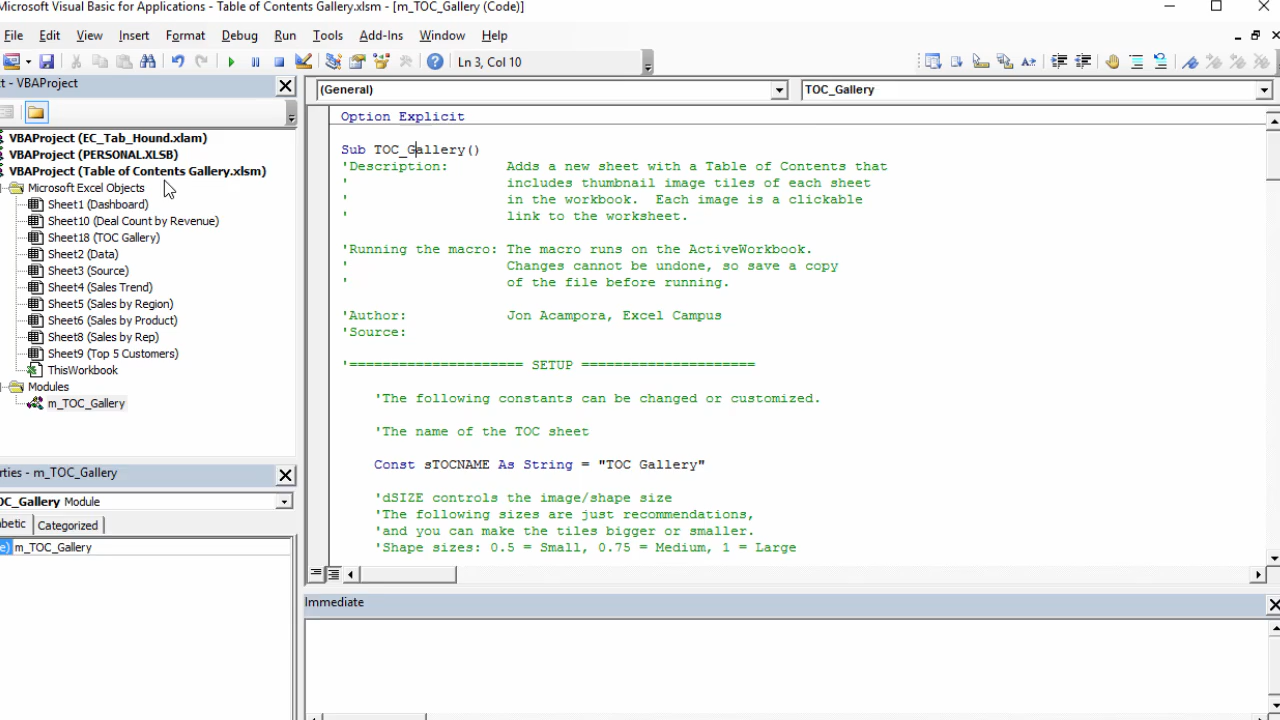 Microsoft Visual Basic for Applications - Table of Contents Gallery.xlsm - [m_TOC_Gallery (Code)]
File Edit View Insert Format Debug Run Tools Add-Ins Window Help
Ln 3, Col 10
ct - VBAProject
VBAProject (EC_Tab_Hound.xlam)
VBAProject (PERSONAL.XLSB)
VBAProject (Table of Contents Gallery.xlsm)
Microsoft Excel Objects
Sheet1 (Dashboard)
Sheet10 (Deal Count by Revenue)
Sheet18 (TOC Gallery)
Sheet2 (Data)
Sheet3 (Source)
Sheet4 (Sales Trend)
Sheet5 (Sales by Region)
Sheet6 (Sales by Product)
Sheet8 (Sales by Rep)
Sheet9 (Top 5 Customers)
ThisWorkbook
Modules
m_TOC_Gallery
rties - m_TOC_Gallery
OC_Gallery Module
abetic Categorized
e) m_TOC_Gallery
(General) TOC_Gallery
Option Explicit
Sub TOC_Gallery()
'Description: Adds a new sheet with a Table of Contents that
' includes thumbnail image tiles of each sheet
' in the workbook. Each image is a clickable
' link to the worksheet.
'Running the macro: The macro runs on the ActiveWorkbook.
' Changes cannot be undone, so save a copy
' of the file before running.
'Author: Jon Acampora, Excel Campus
'Source:
'===================== SETUP =====================
'The following constants can be changed or customized.
'The name of the TOC sheet
Const sTOCNAME As String = "TOC Gallery"
'dSIZE controls the image/shape size
'The following sizes are just recommendations,
'and you can make the tiles bigger or smaller.
'Shape sizes: 0.5 = Small, 0.75 = Medium, 1 = Large
Immediate